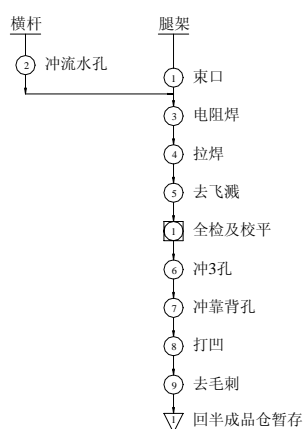 横杆 腿架
2 冲流水孔
1 束口
3 电阻焊
4 拉焊
5 去飞溅
1 全检及校平
6 冲3孔
7 冲靠背孔
8 打凹
9 去毛刺
1 回半成品仓暂存